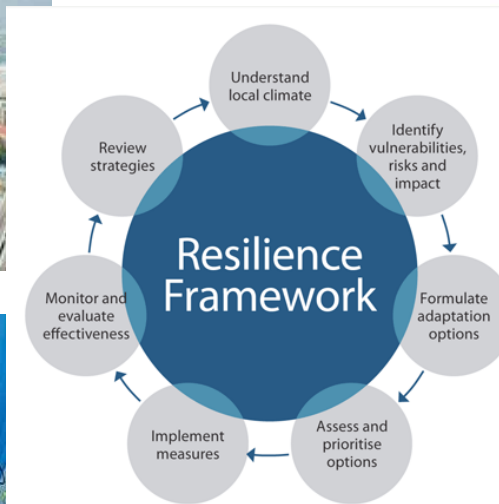 Understand
local climate
Identify
vulnerabilities,
risks and
impact
Formulate
adaptation
options
Assess and
prioritise
options
Implement
measures
Monitor and
evaluate
effectiveness
Review
strategies
Resilience
Framework